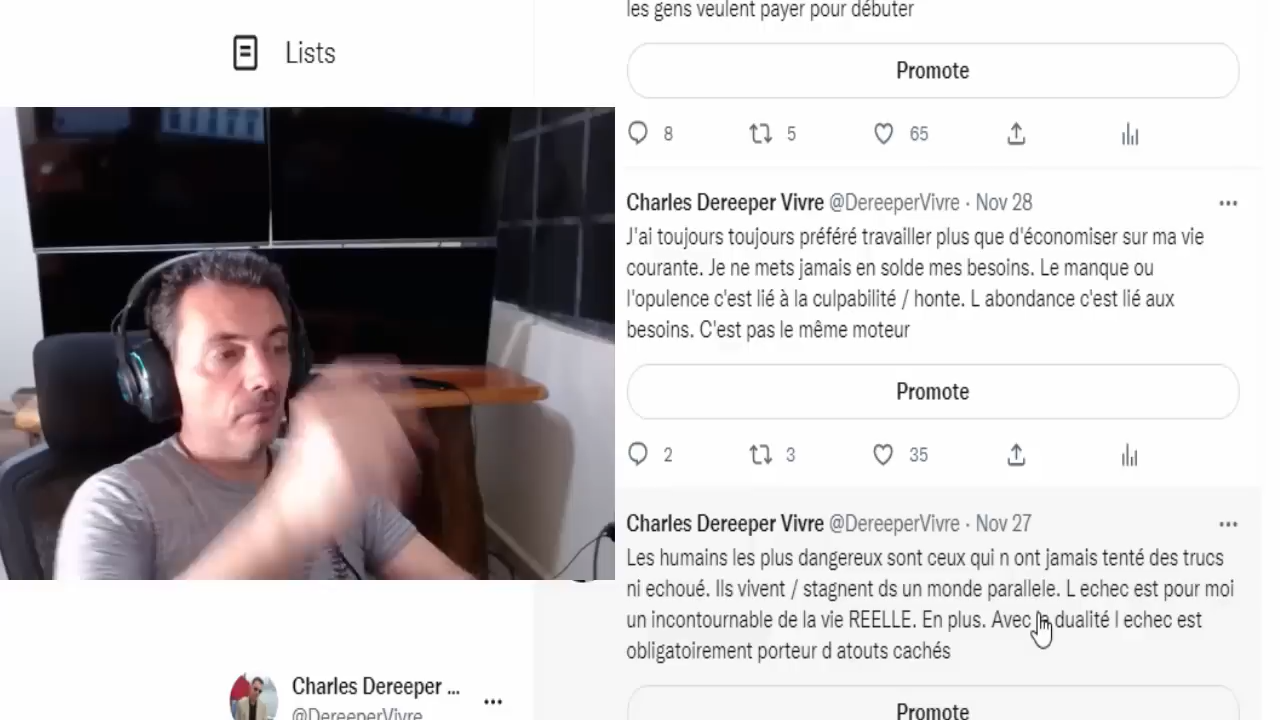 les gens veulent payer pour débuter
Lists
Promote
8
5
65
Charles Dereeper Vivre @DereeperVivre · Nov 28
J'ai toujours toujours préféré travailler plus que d'économiser sur ma vie
courante. Je ne mets jamais en solde mes besoins. Le manque ou
l'opulence c'est lié à la culpabilité / honte. L abondance c'est lié aux
besoins. C'est pas le même moteur
Promote
2
3
35
Charles Dereeper Vivre @DereeperVivre · Nov 27
Les humains les plus dangereux sont ceux qui n ont jamais tenté des trucs
ni echoué. Ils vivent / stagnent ds un monde parallele. L echec est pour moi
un incontournable de la vie REELLE. En plus. Avec dualité l echec est
obligatoirement porteur d atouts cachés
Charles Dereeper ...
@DereeperVivre
Promote